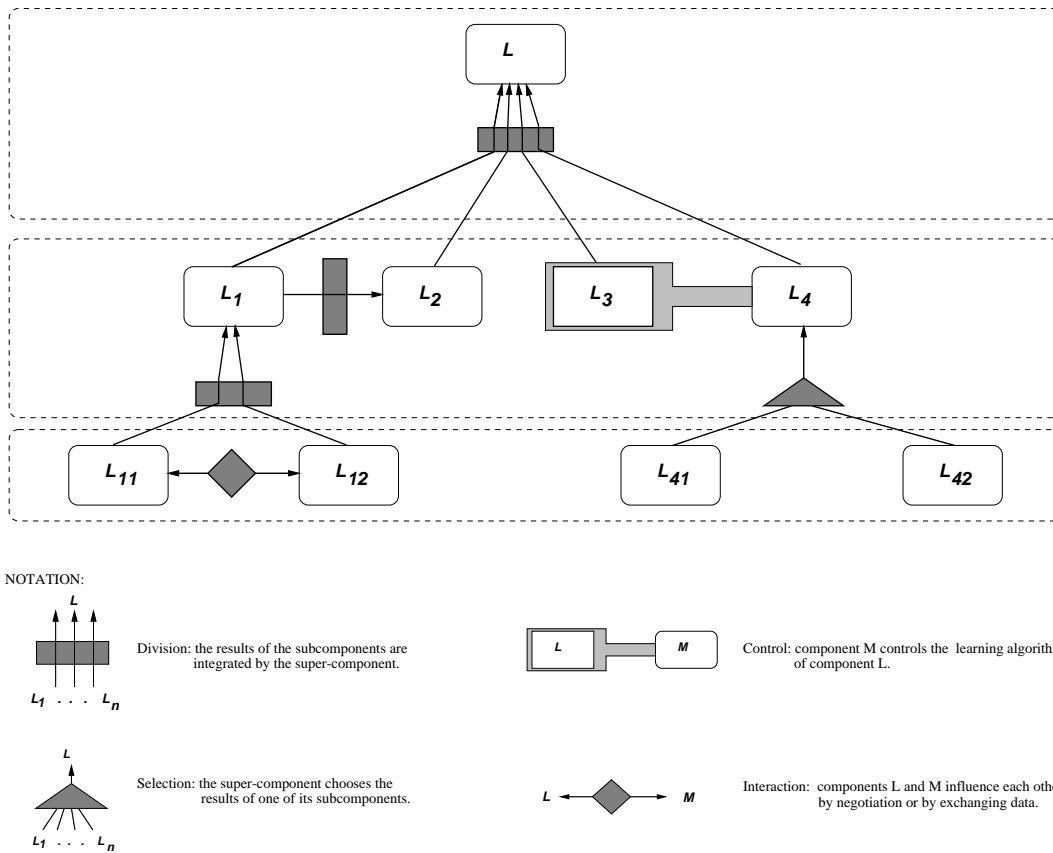 L
L1 L2 L3 L4
L11 L12 L41 L42
NOTATION:
L
Division: the results of the subcomponents are
integrated by the super-component.
L1 . . . Ln
L M
Control: component M controls the learning algorith
of component L.
L
Selection: the super-component chooses the
results of one of its subcomponents.
L1 . . . Ln
L M
Interaction: components L and M influence each othe
by negotiation or by exchanging data.